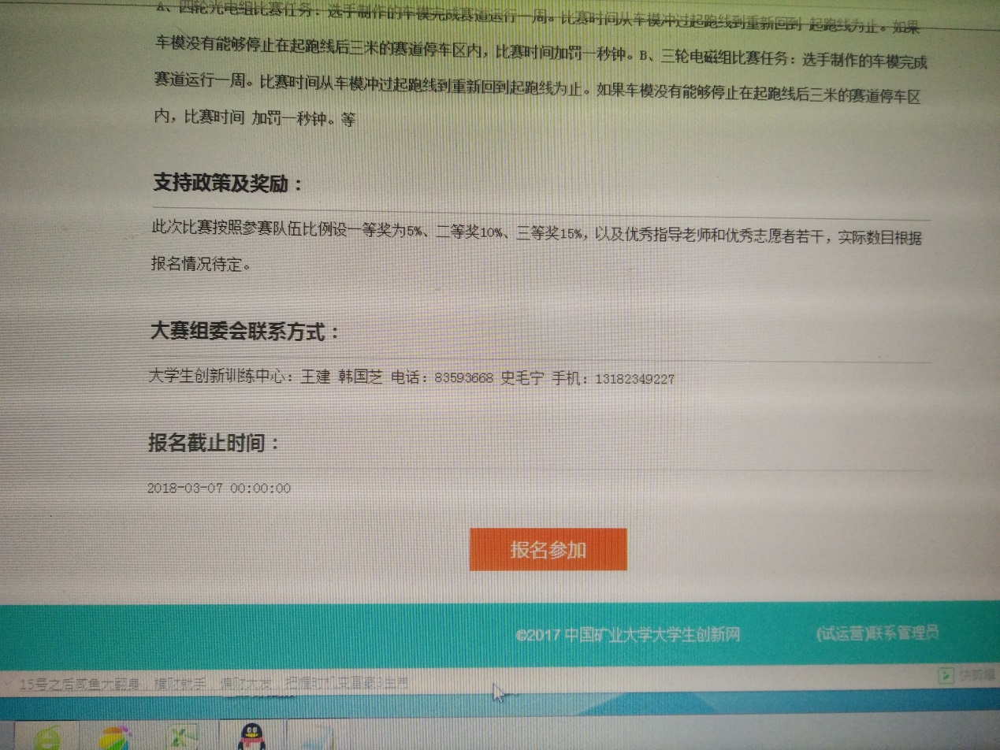 A、四轮光电组比赛任务：选手制作的车模完成赛道运行一周。比赛时间从车模冲过起跑线到重新回到 起跑线为止。如果
车模没有能够停止在起跑线后三米的赛道停车区内，比赛时间加罚一秒钟。B、三轮电磁组比赛任务：选手制作的车模完成
赛道运行一周。比赛时间从车模冲过起跑线到重新回到起跑线为止。如果车模没有能够停止在起跑线后三米的赛道停车区
内，比赛时间 加罚一秒钟。等
支持政策及奖励：
此次比赛按照参赛队伍比例设一等奖为5%、二等奖10%、三等奖15%，以及优秀指导老师和优秀志愿者若干，实际数目根据
报名情况待定。
大赛组委会联系方式：
大学生创新训练中心：王建 韩国芝 电话：83593668 史毛宁 手机：13182349227
报名截止时间：
2018-03-07 00:00:00
报名参加
©2017 中国矿业大学大学生创新网
(试运营)联系管理员
15号之后咸鱼大翻身，横财就手，偏财大发，把握时机变富豪3生肖
快剪辑